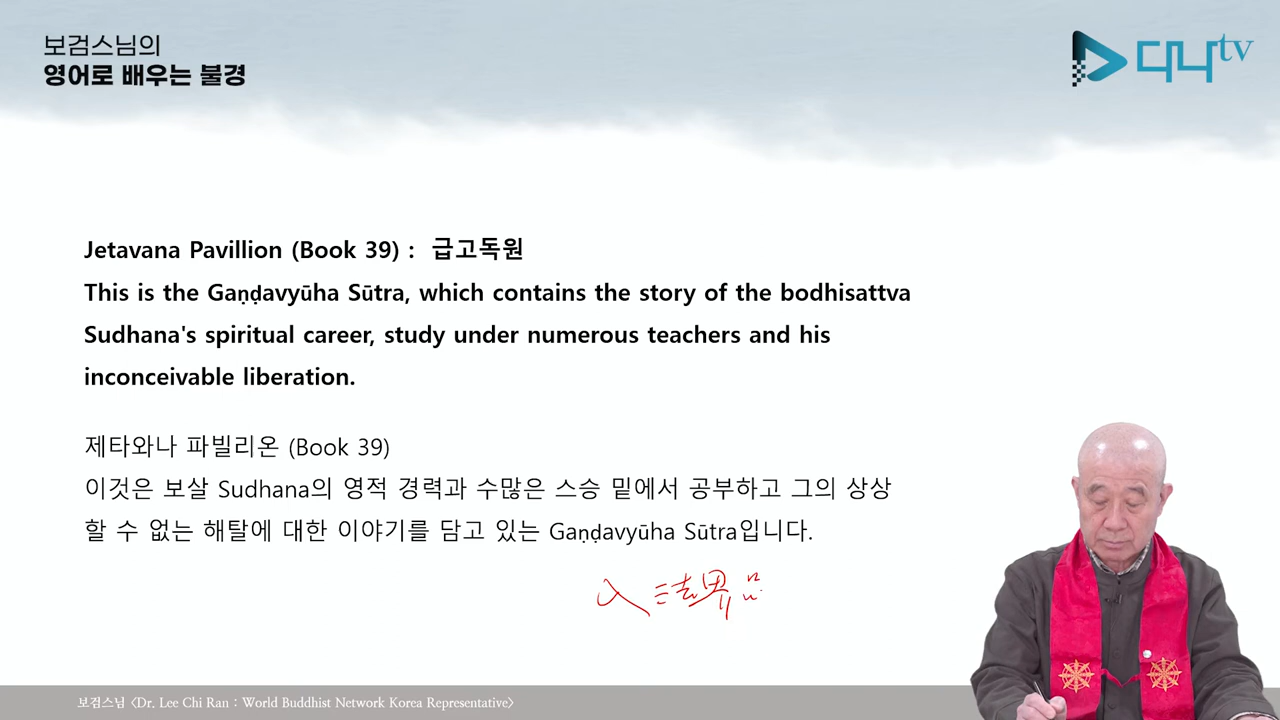 보검스님의
영어로 배우는 불경
디나tv
Jetavana Pavillion (Book 39) : 급고독원
This is the Gaṇḍavyūha Sūtra, which contains the story of the bodhisattva
Sudhana's spiritual career, study under numerous teachers and his
inconceivable liberation.
제타와나 파빌리온 (Book 39)
이것은 보살 Sudhana의 영적 경력과 수많은 스승 밑에서 공부하고 그의 상상
할 수 없는 해탈에 대한 이야기를 담고 있는 Gaṇḍavyūha Sūtra입니다.
入法界品
보검스님 <Dr. Lee Chi Ran : World Buddhist Network Korea Representative>